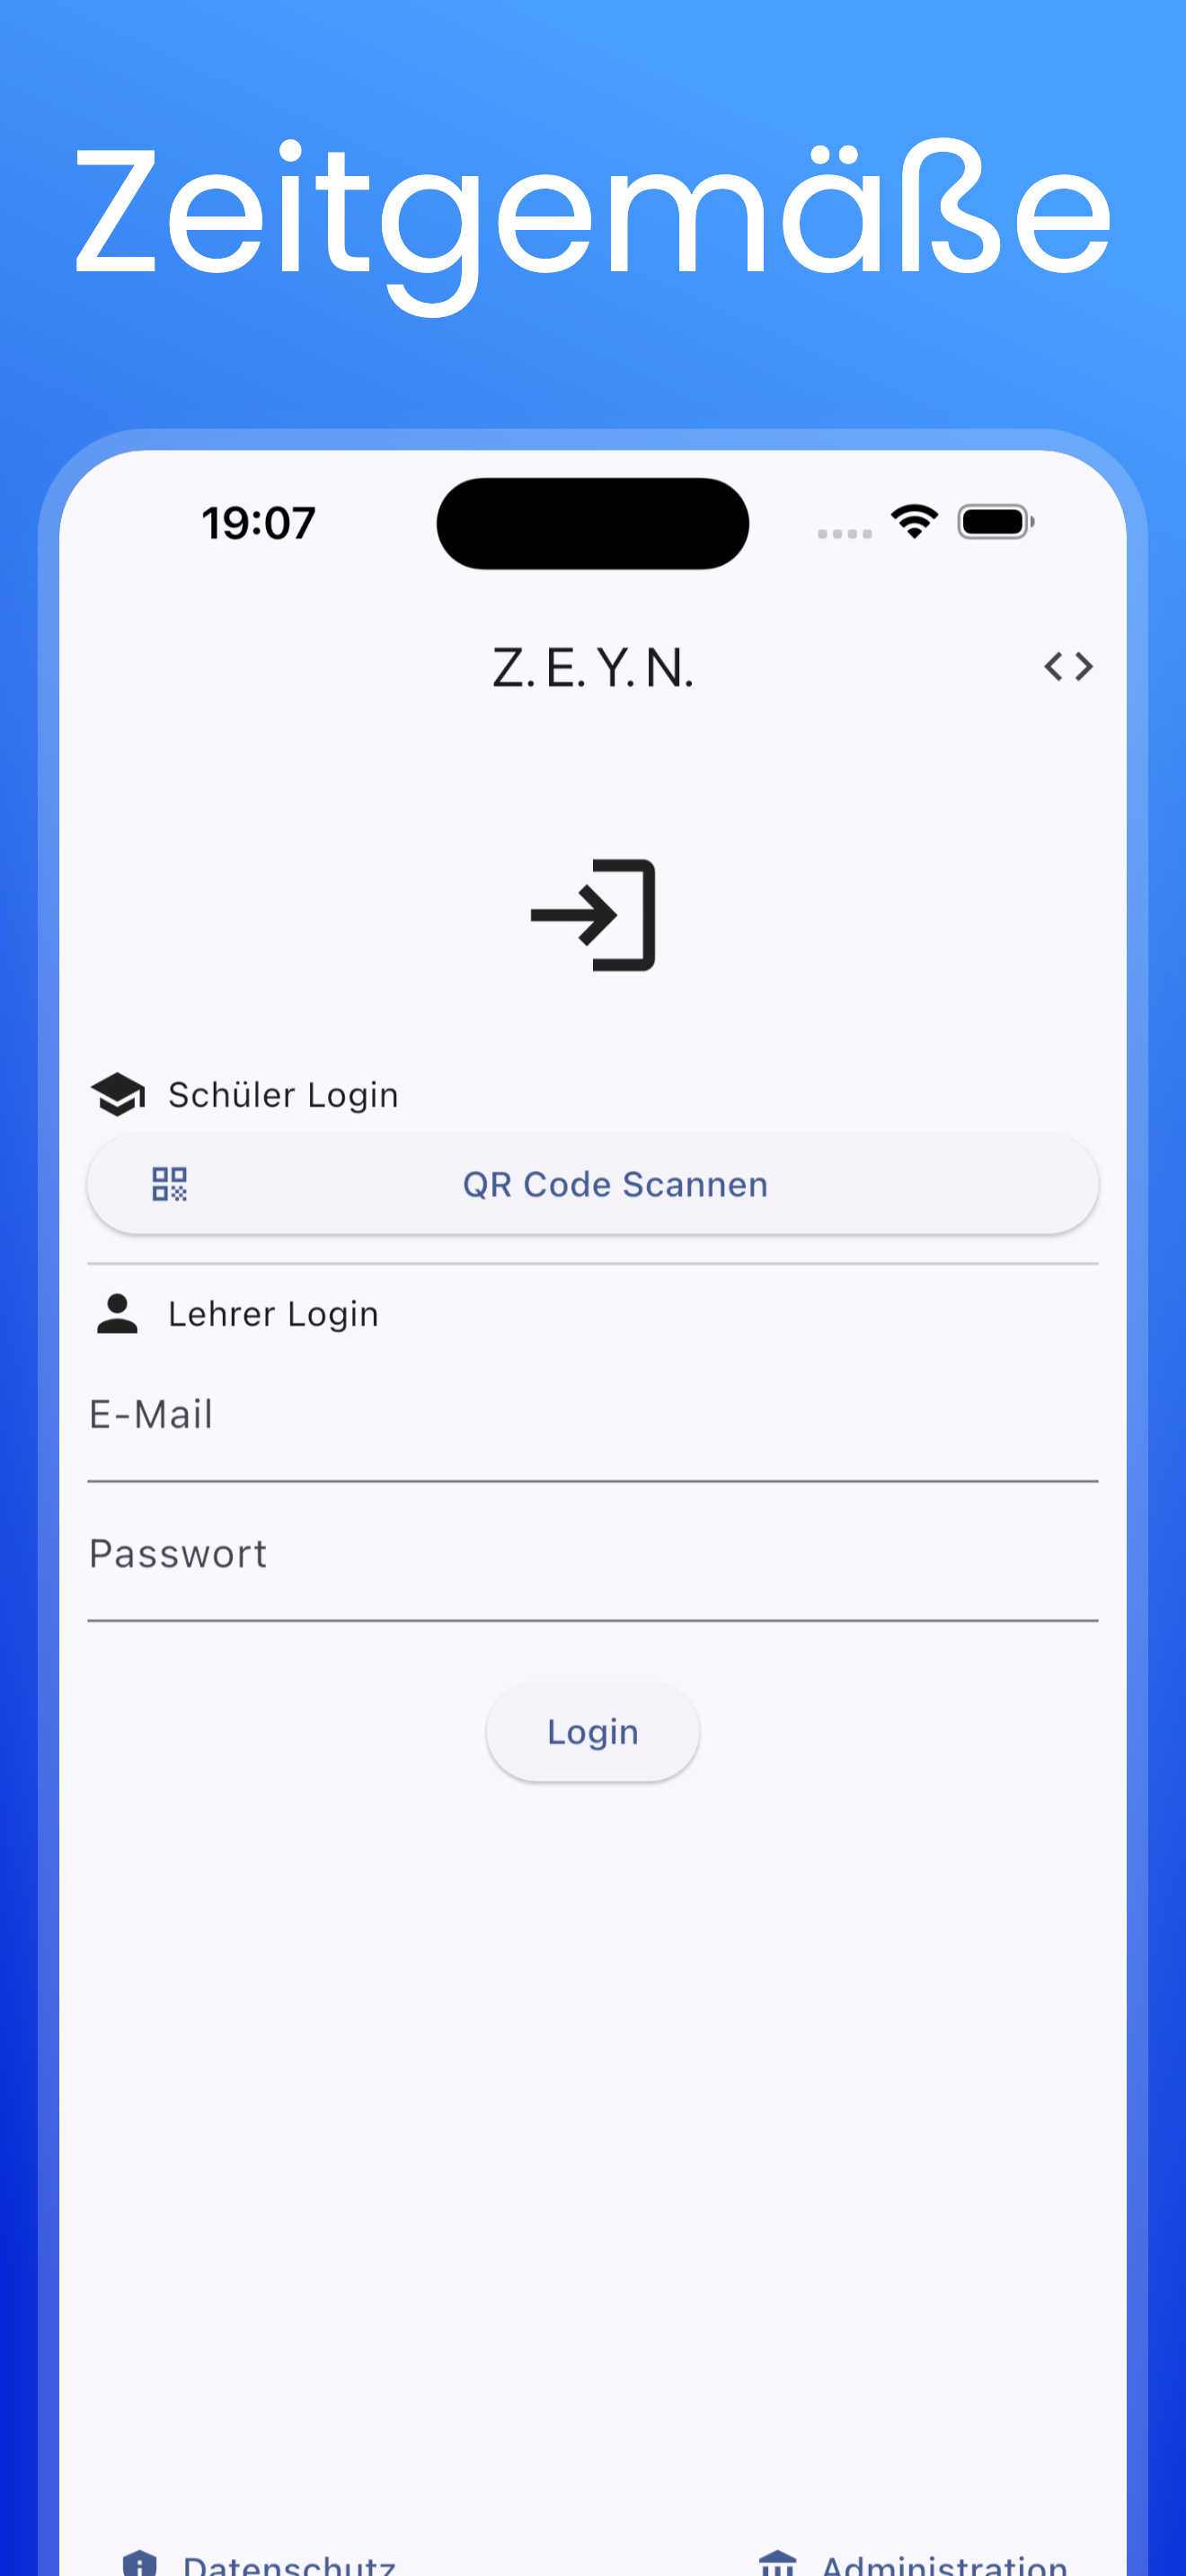 Zeitgemäße
19:07
Z. E. Y. N.
Schüler Login
QR Code Scannen
Lehrer Login
E-Mail
Passwort
Login
Datenschutz
Administration